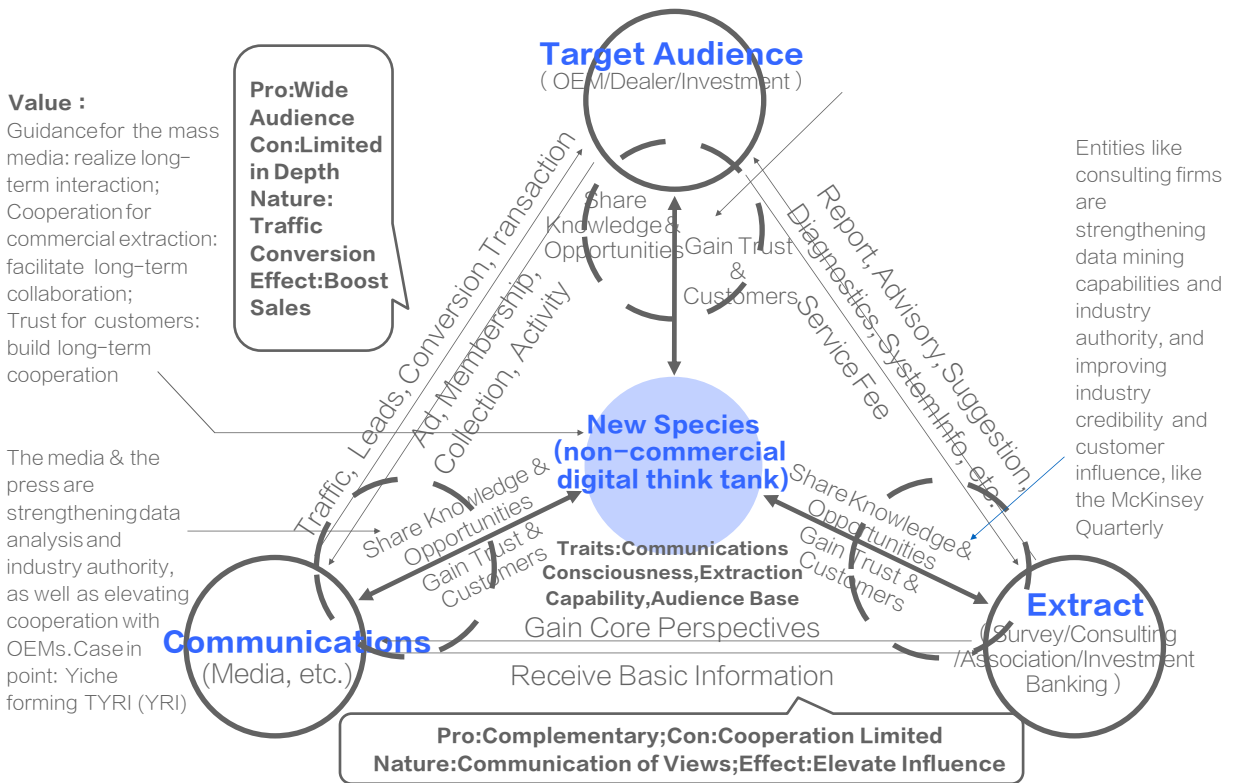 Target Audience
( OEM/Dealer/Investment )
Pro:Wide
Audience
Con:Limited
in Depth
Nature:
Traffic
Conversion
Effect:Boost
Sales
Value：
Guidance for the mass
media: realize long-
term interaction;
Cooperation for
commercial extraction:
facilitate long-term
collaboration;
Trust for customers:
build long-term
cooperation
The media & the
press are
strengthening data
analysis and
industry authority,
as well as elevating
cooperation with
OEMs. Case in
point: Yiche
forming TYRI (YRI)
Traffic, Leads, Conversion, Transaction
Ad, Membership,
Collection, Activity
Share
Knowledge &
Opportunities
Gain Trust
&
Customers
Report, Advisory, Suggestion,
Diagnostics, System Info, etc.
Service Fee
Entities like
consulting firms
are
strengthening
data mining
capabilities and
industry
authority, and
improving
industry
credibility and
customer
influence, like
the McKinsey
Quarterly
New Species
(non-commercial
digital think tank)
Share Knowledge &
Opportunities
Gain Trust &
Customers
Share Knowledge &
Opportunities
Gain Trust &
Customers
Traits:Communications
Consciousness,Extraction
Capability,Audience Base
Communications
(Media, etc.)
Gain Core Perspectives
Receive Basic Information
Extract
( Survey/Consulting
/Association/Investment
Banking )
Pro:Complementary;Con:Cooperation Limited
Nature:Communication of Views;Effect:Elevate Influence